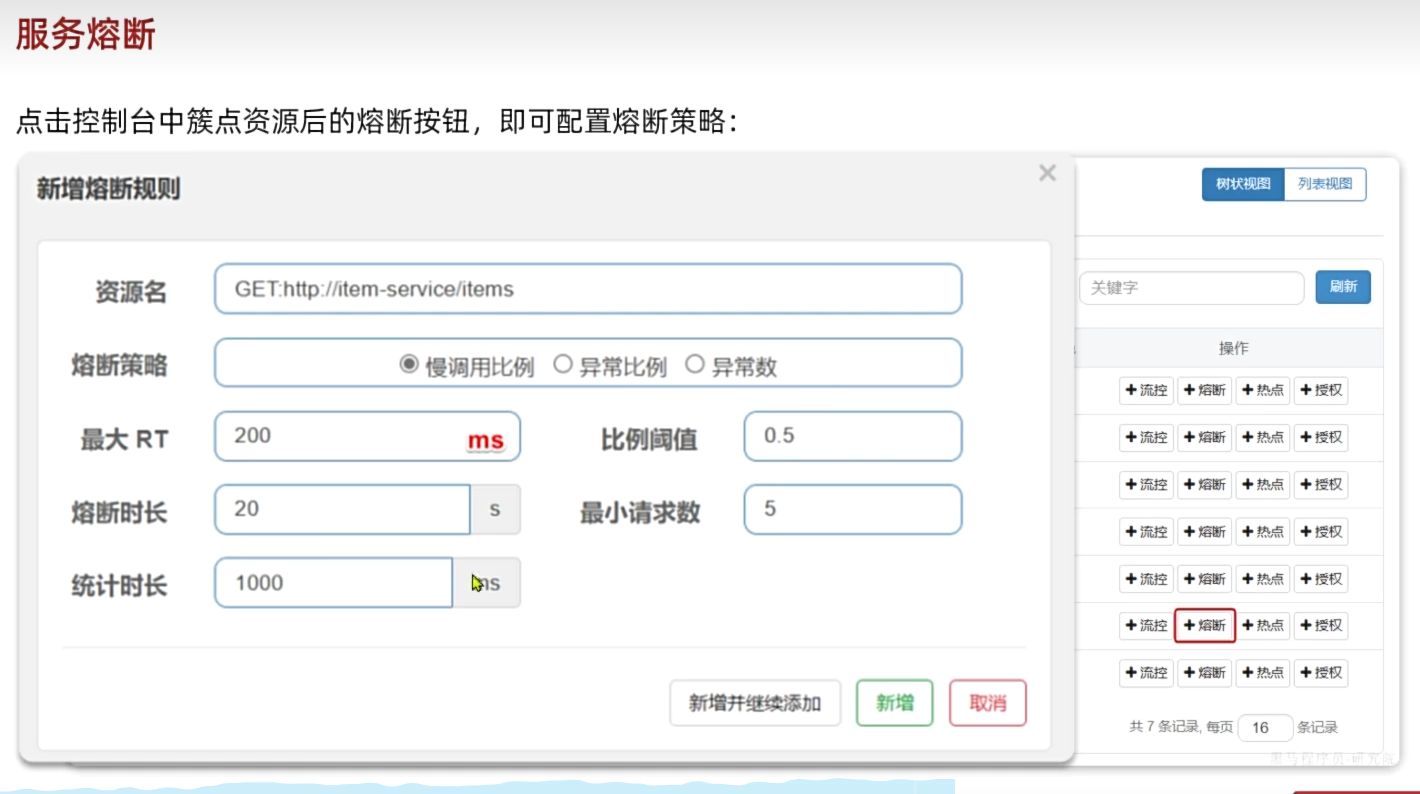 服务熔断
点击控制台中簇点资源后的熔断按钮，即可配置熔断策略：
新增熔断规则 ×
资源名 GET:http://item-service/items
熔断策略 慢调用比例 异常比例 异常数
最大 RT 200 ms 比例阈值 0.5
熔断时长 20 s 最小请求数 5
统计时长 1000 ms
新增并继续添加 新增 取消
树状视图 列表视图
关键字 刷新
操作
+流控 +熔断 +热点 +授权
+流控 +熔断 +热点 +授权
+流控 +熔断 +热点 +授权
+流控 +熔断 +热点 +授权
+流控 +熔断 +热点 +授权
+流控 +熔断 +热点 +授权
+流控 +熔断 +热点 +授权
共 7 条记录, 每页 16 条记录
黑马程序员-研究院